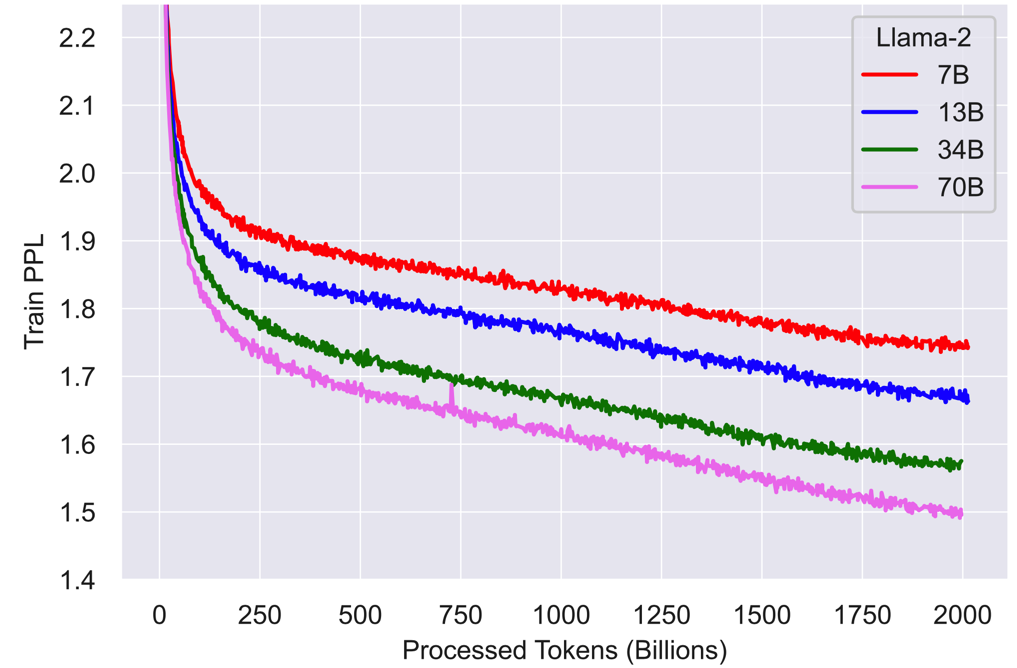 Llama-2
7B
13B
34B
70B
2.2
2.1
2.0
1.9
1.8
1.7
1.6
1.5
1.4
Train PPL
0 250 500 750 1000 1250 1500 1750 2000
Processed Tokens (Billions)